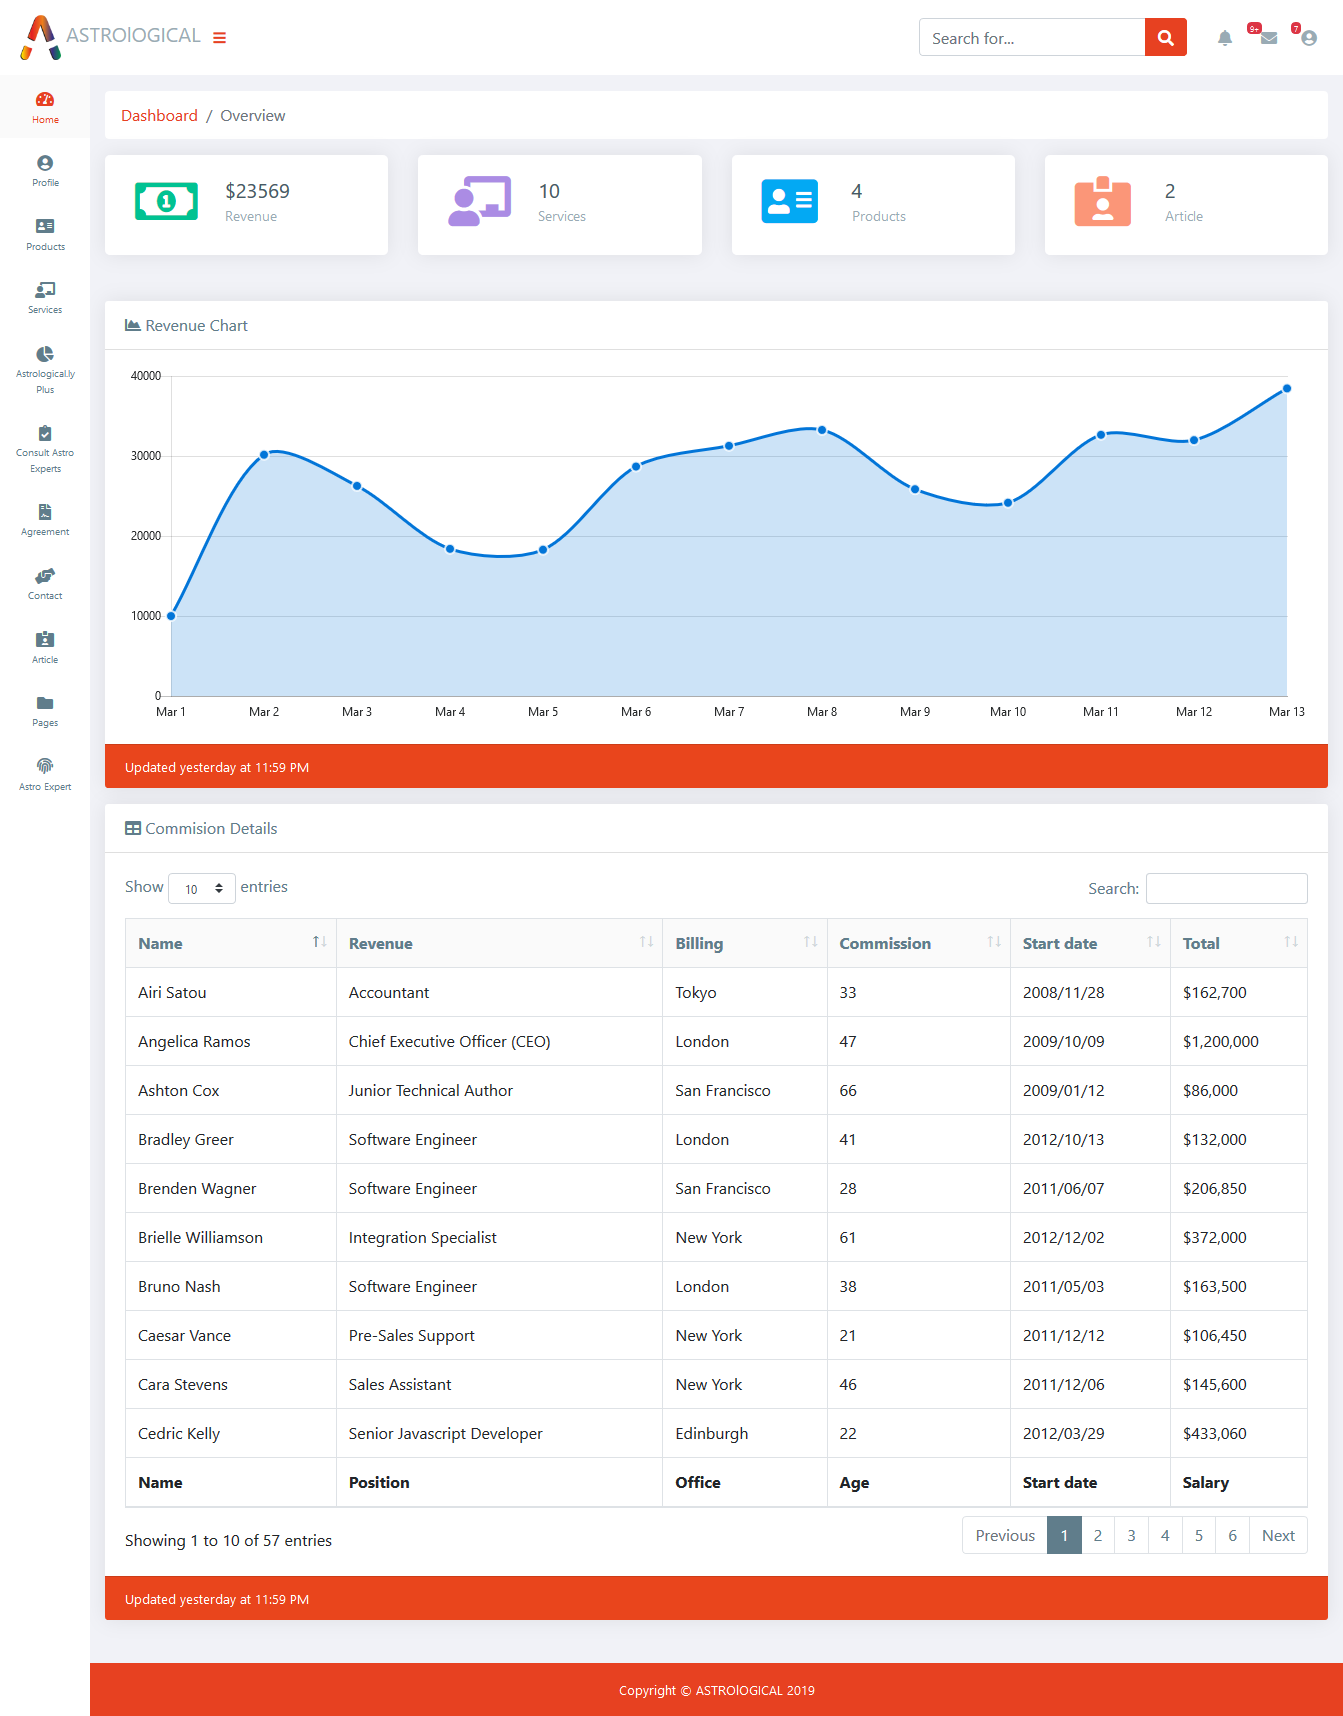 ASTROlOGICAL
Search for...
9+
7
Home
Profile
Products
Services
Astrological.ly
Plus
Consult Astro
Experts
Agreement
Contact
Article
Pages
Astro Expert
Dashboard / Overview
$23569
Revenue
10
Services
4
Products
2
Article
Revenue Chart
40000
30000
20000
10000
0
Mar 1 Mar 2 Mar 3 Mar 4 Mar 5 Mar 6 Mar 7 Mar 8 Mar 9 Mar 10 Mar 11 Mar 12 Mar 13
Updated yesterday at 11:59 PM
Commision Details
Show 10 entries Search:
Name Revenue Billing Commission Start date Total
Airi Satou Accountant Tokyo 33 2008/11/28 $162,700
Angelica Ramos Chief Executive Officer (CEO) London 47 2009/10/09 $1,200,000
Ashton Cox Junior Technical Author San Francisco 66 2009/01/12 $86,000
Bradley Greer Software Engineer London 41 2012/10/13 $132,000
Brenden Wagner Software Engineer San Francisco 28 2011/06/07 $206,850
Brielle Williamson Integration Specialist New York 61 2012/12/02 $372,000
Bruno Nash Software Engineer London 38 2011/05/03 $163,500
Caesar Vance Pre-Sales Support New York 21 2011/12/12 $106,450
Cara Stevens Sales Assistant New York 46 2011/12/06 $145,600
Cedric Kelly Senior Javascript Developer Edinburgh 22 2012/03/29 $433,060
Name Position Office Age Start date Salary
Showing 1 to 10 of 57 entries
Previous 1 2 3 4 5 6 Next
Updated yesterday at 11:59 PM
Copyright © ASTROlOGICAL 2019